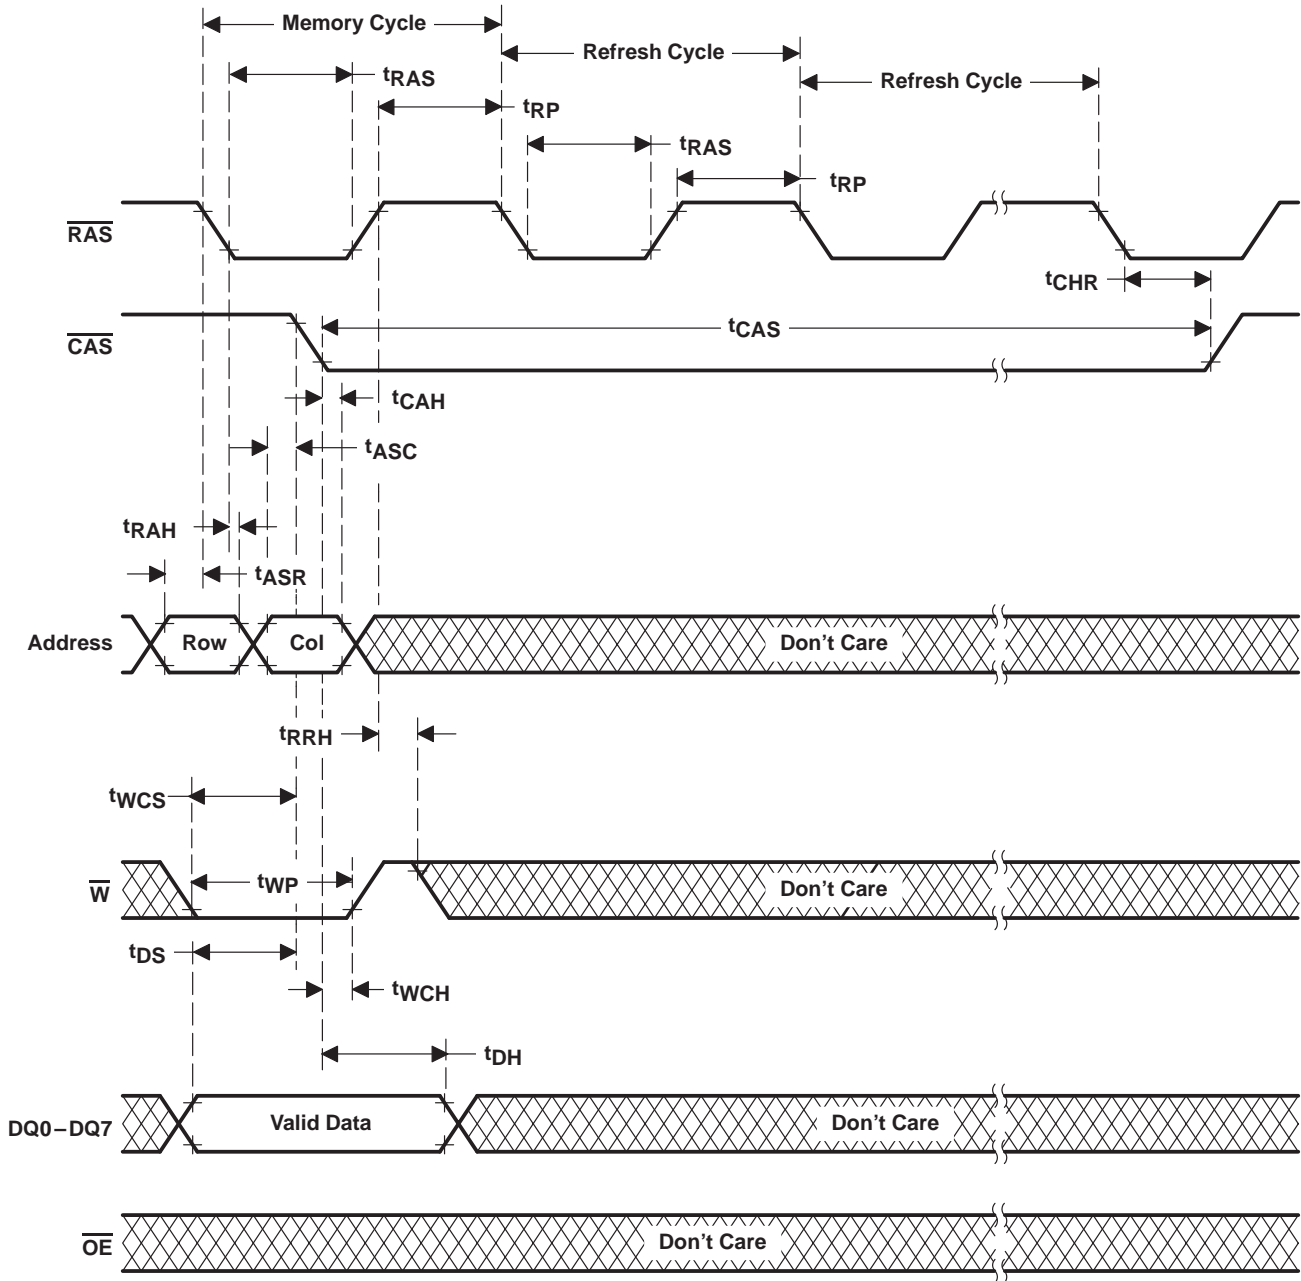 Memory Cycle
Refresh Cycle
Refresh Cycle
tRAS
tRP
tRAS
tRP
RAS
tCHR
CAS
tCAS
tCAH
tASC
tRAH
tASR
Address
Row
Col
Don't Care
tRRH
tWCS
W
tWP
Don't Care
tDS
tWCH
tDH
DQ0–DQ7
Valid Data
Don't Care
OE
Don't Care